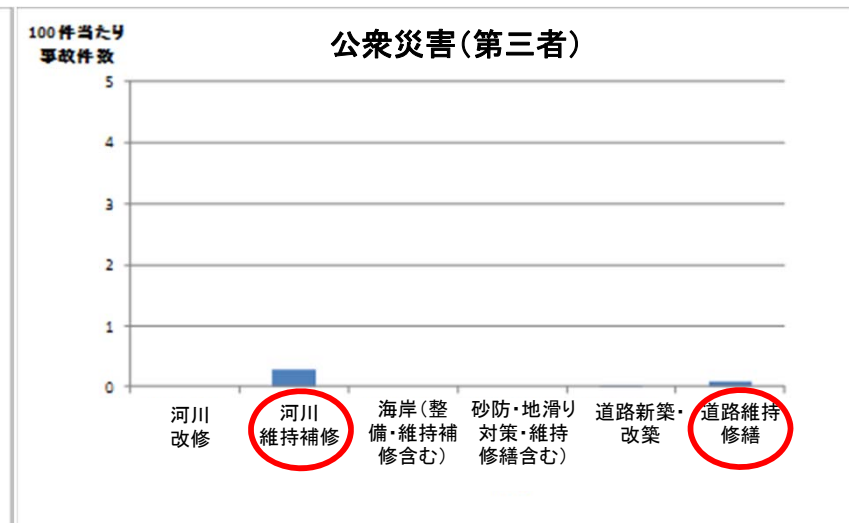 100件当たり
事故件数
公衆災害(第三者)
5
4
3
2
1
0
河川
改修
河川
維持補修
海岸(整
備・維持補
修含む)
砂防・地滑り
対策・維持
修繕含む)
道路新築・
改築
道路維持
修繕